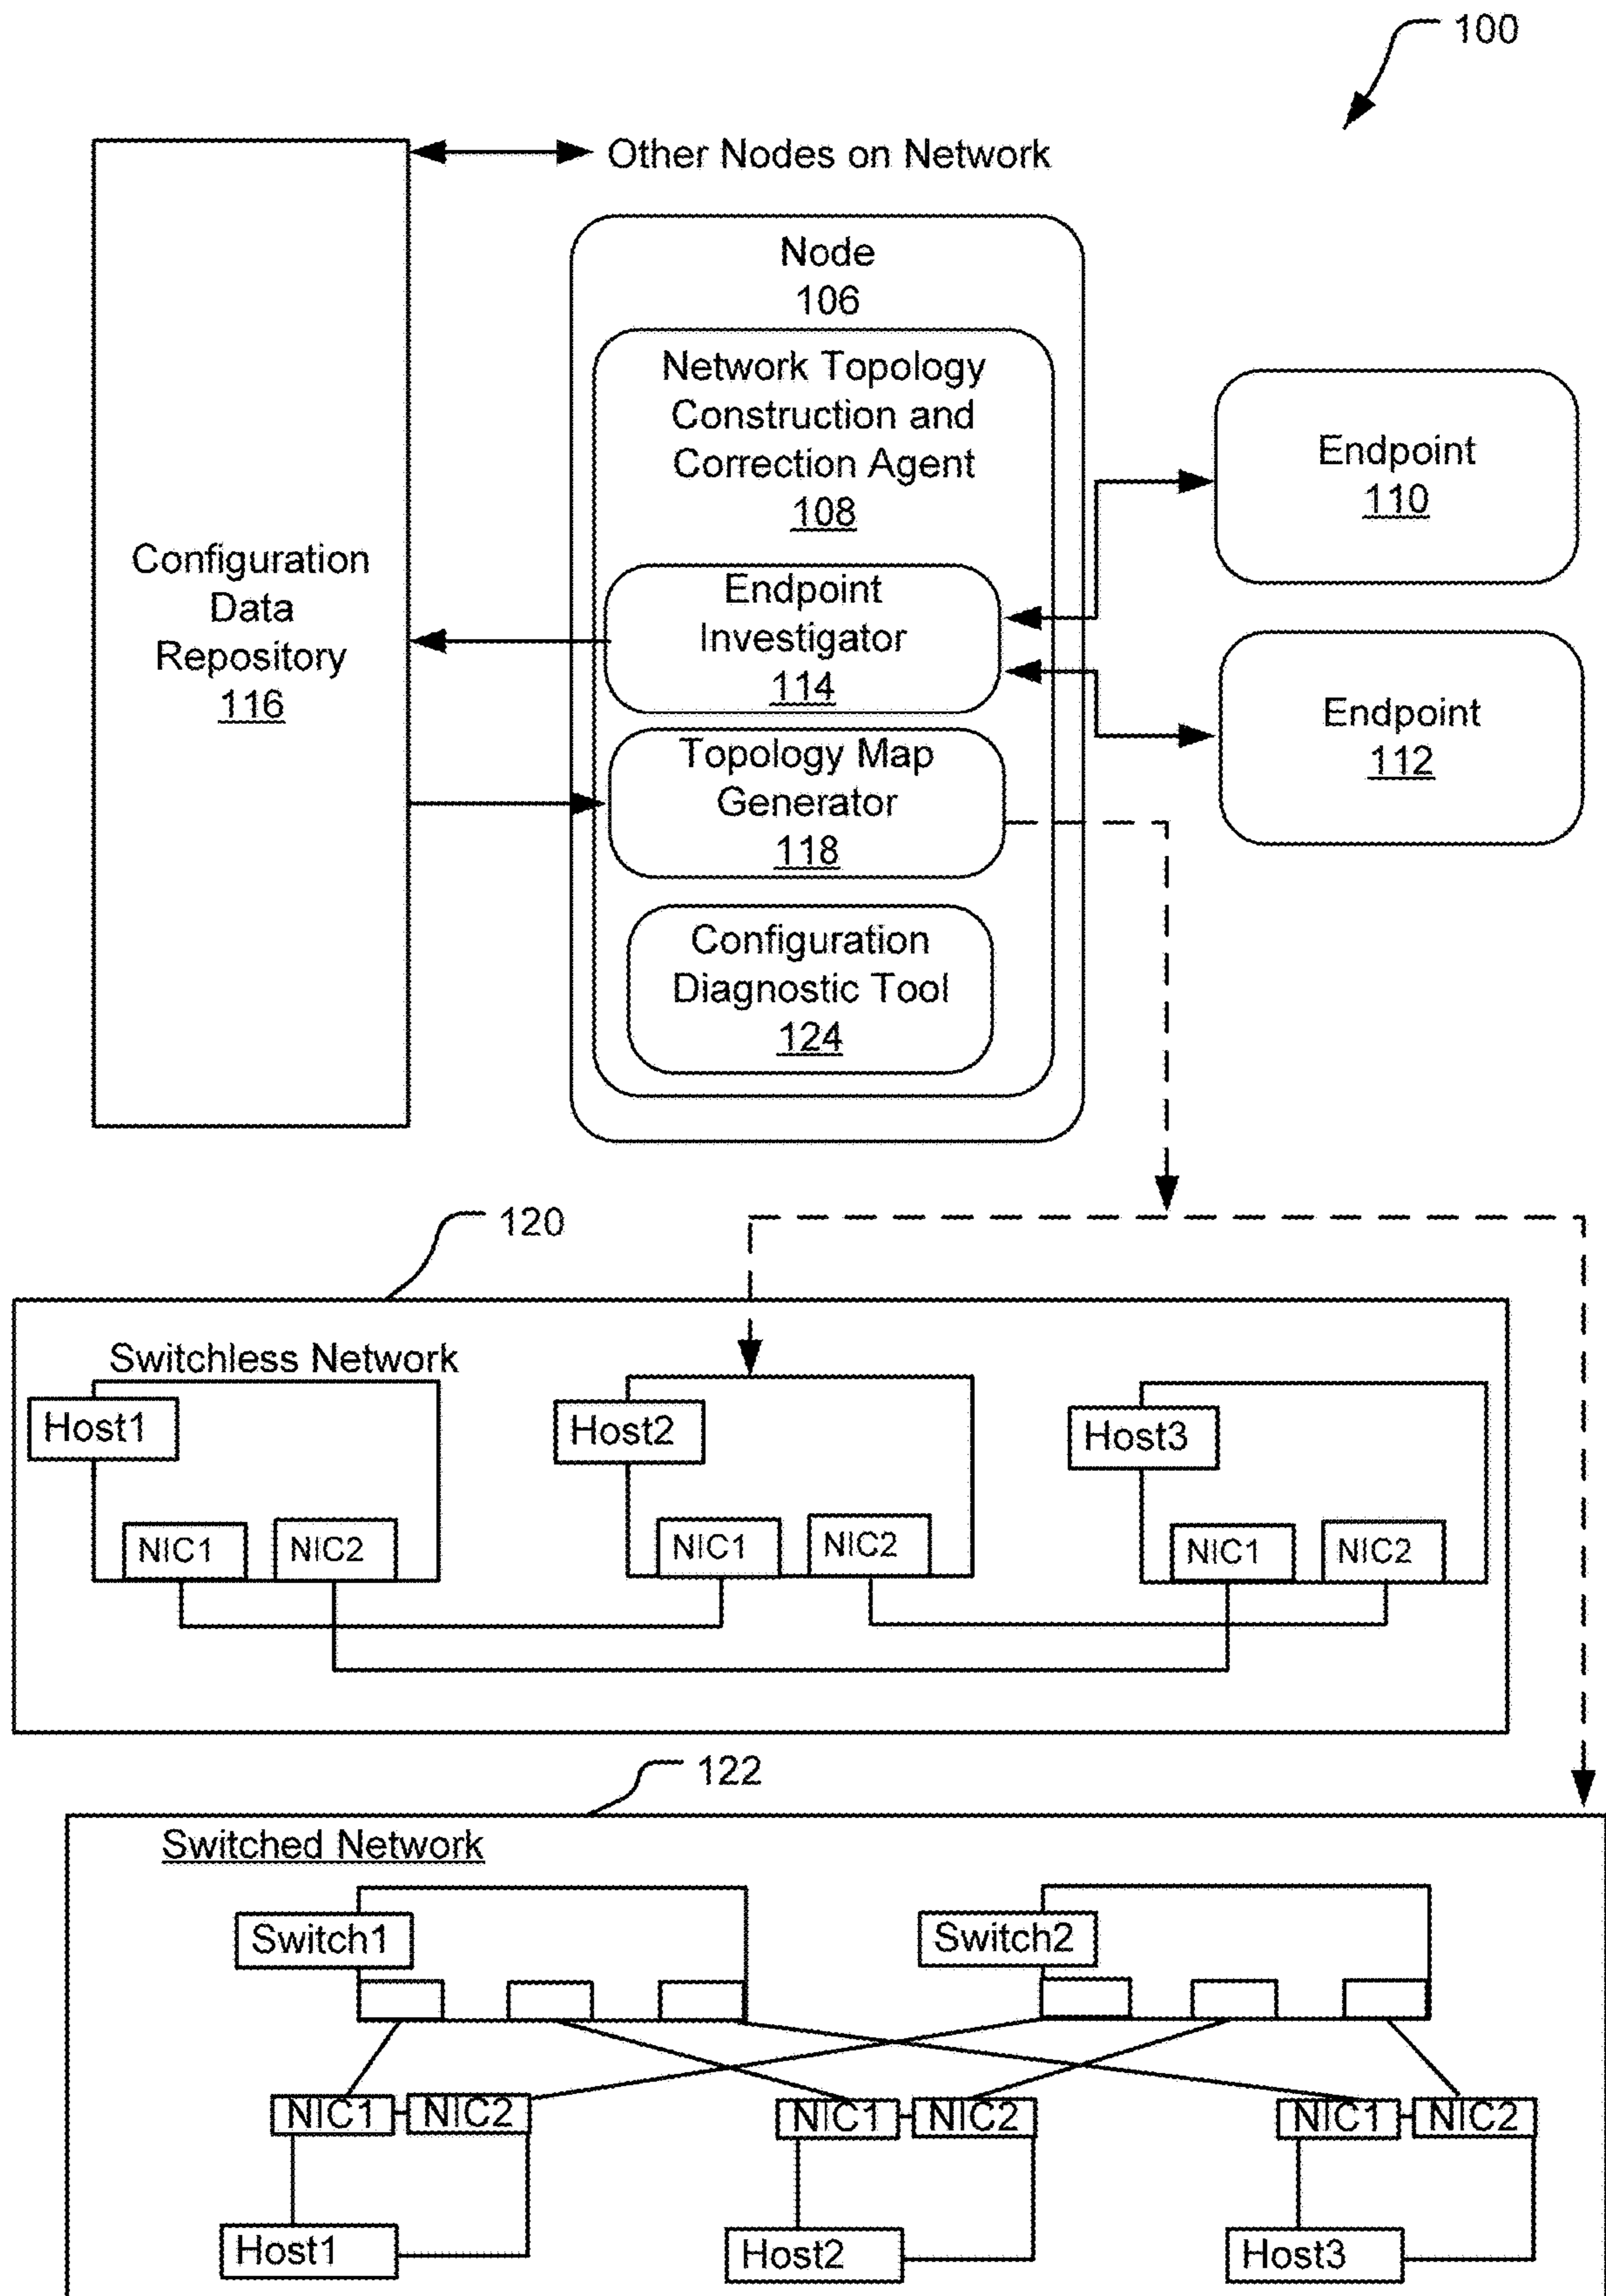 100
Other Nodes on Network
Node
106
Network Topology
Construction and
Correction Agent
108
Endpoint
110
Configuration
Data
Repository
116
Endpoint
Investigator
114
Endpoint
112
Topology Map
Generator
118
Configuration
Diagnostic Tool
124
120
Switchless Network
Host1
Host2
Host3
NIC1
NIC2
NIC1
NIC2
NIC1
NIC2
122
Switched Network
Switch1
Switch2
NIC1
NIC2
NIC1
NIC2
NIC1
NIC2
Host1
Host2
Host3